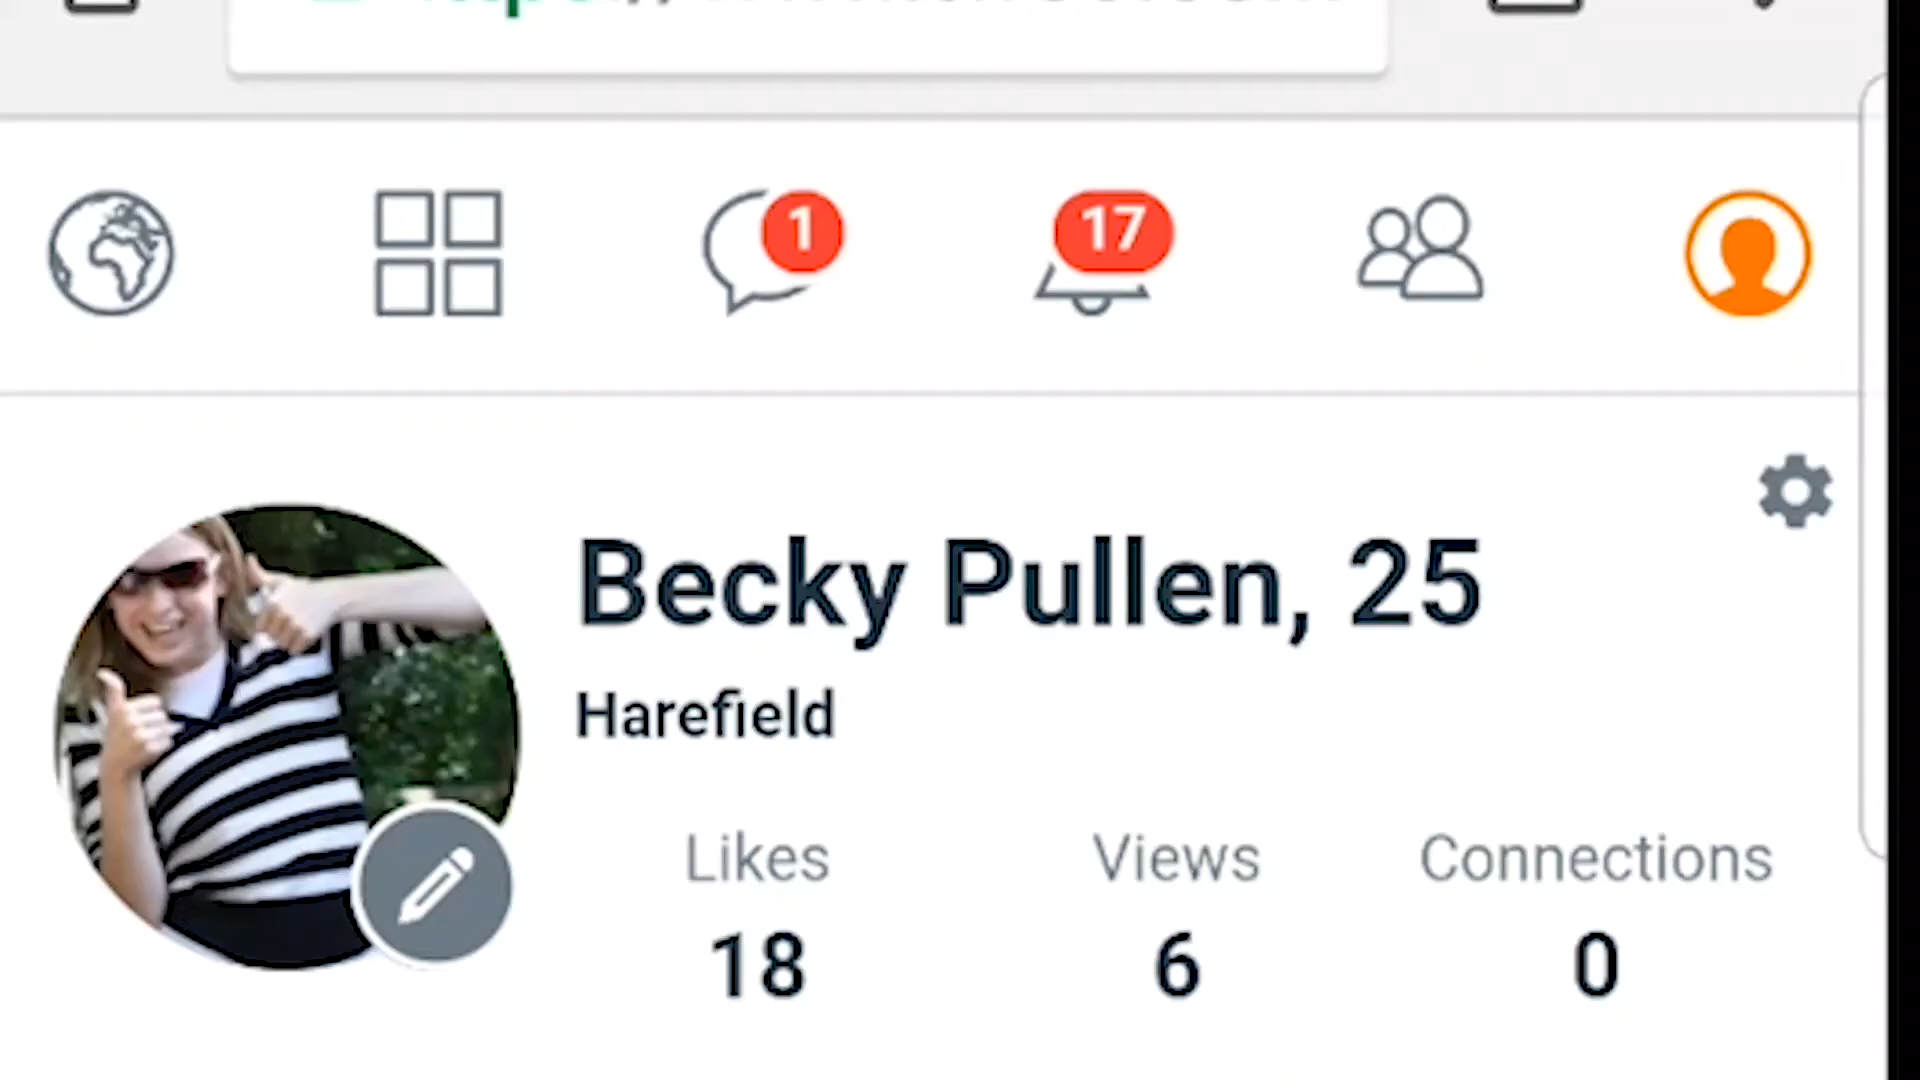 1
17
Becky Pullen, 25
Harefield
Likes Views Connections
18 6 0